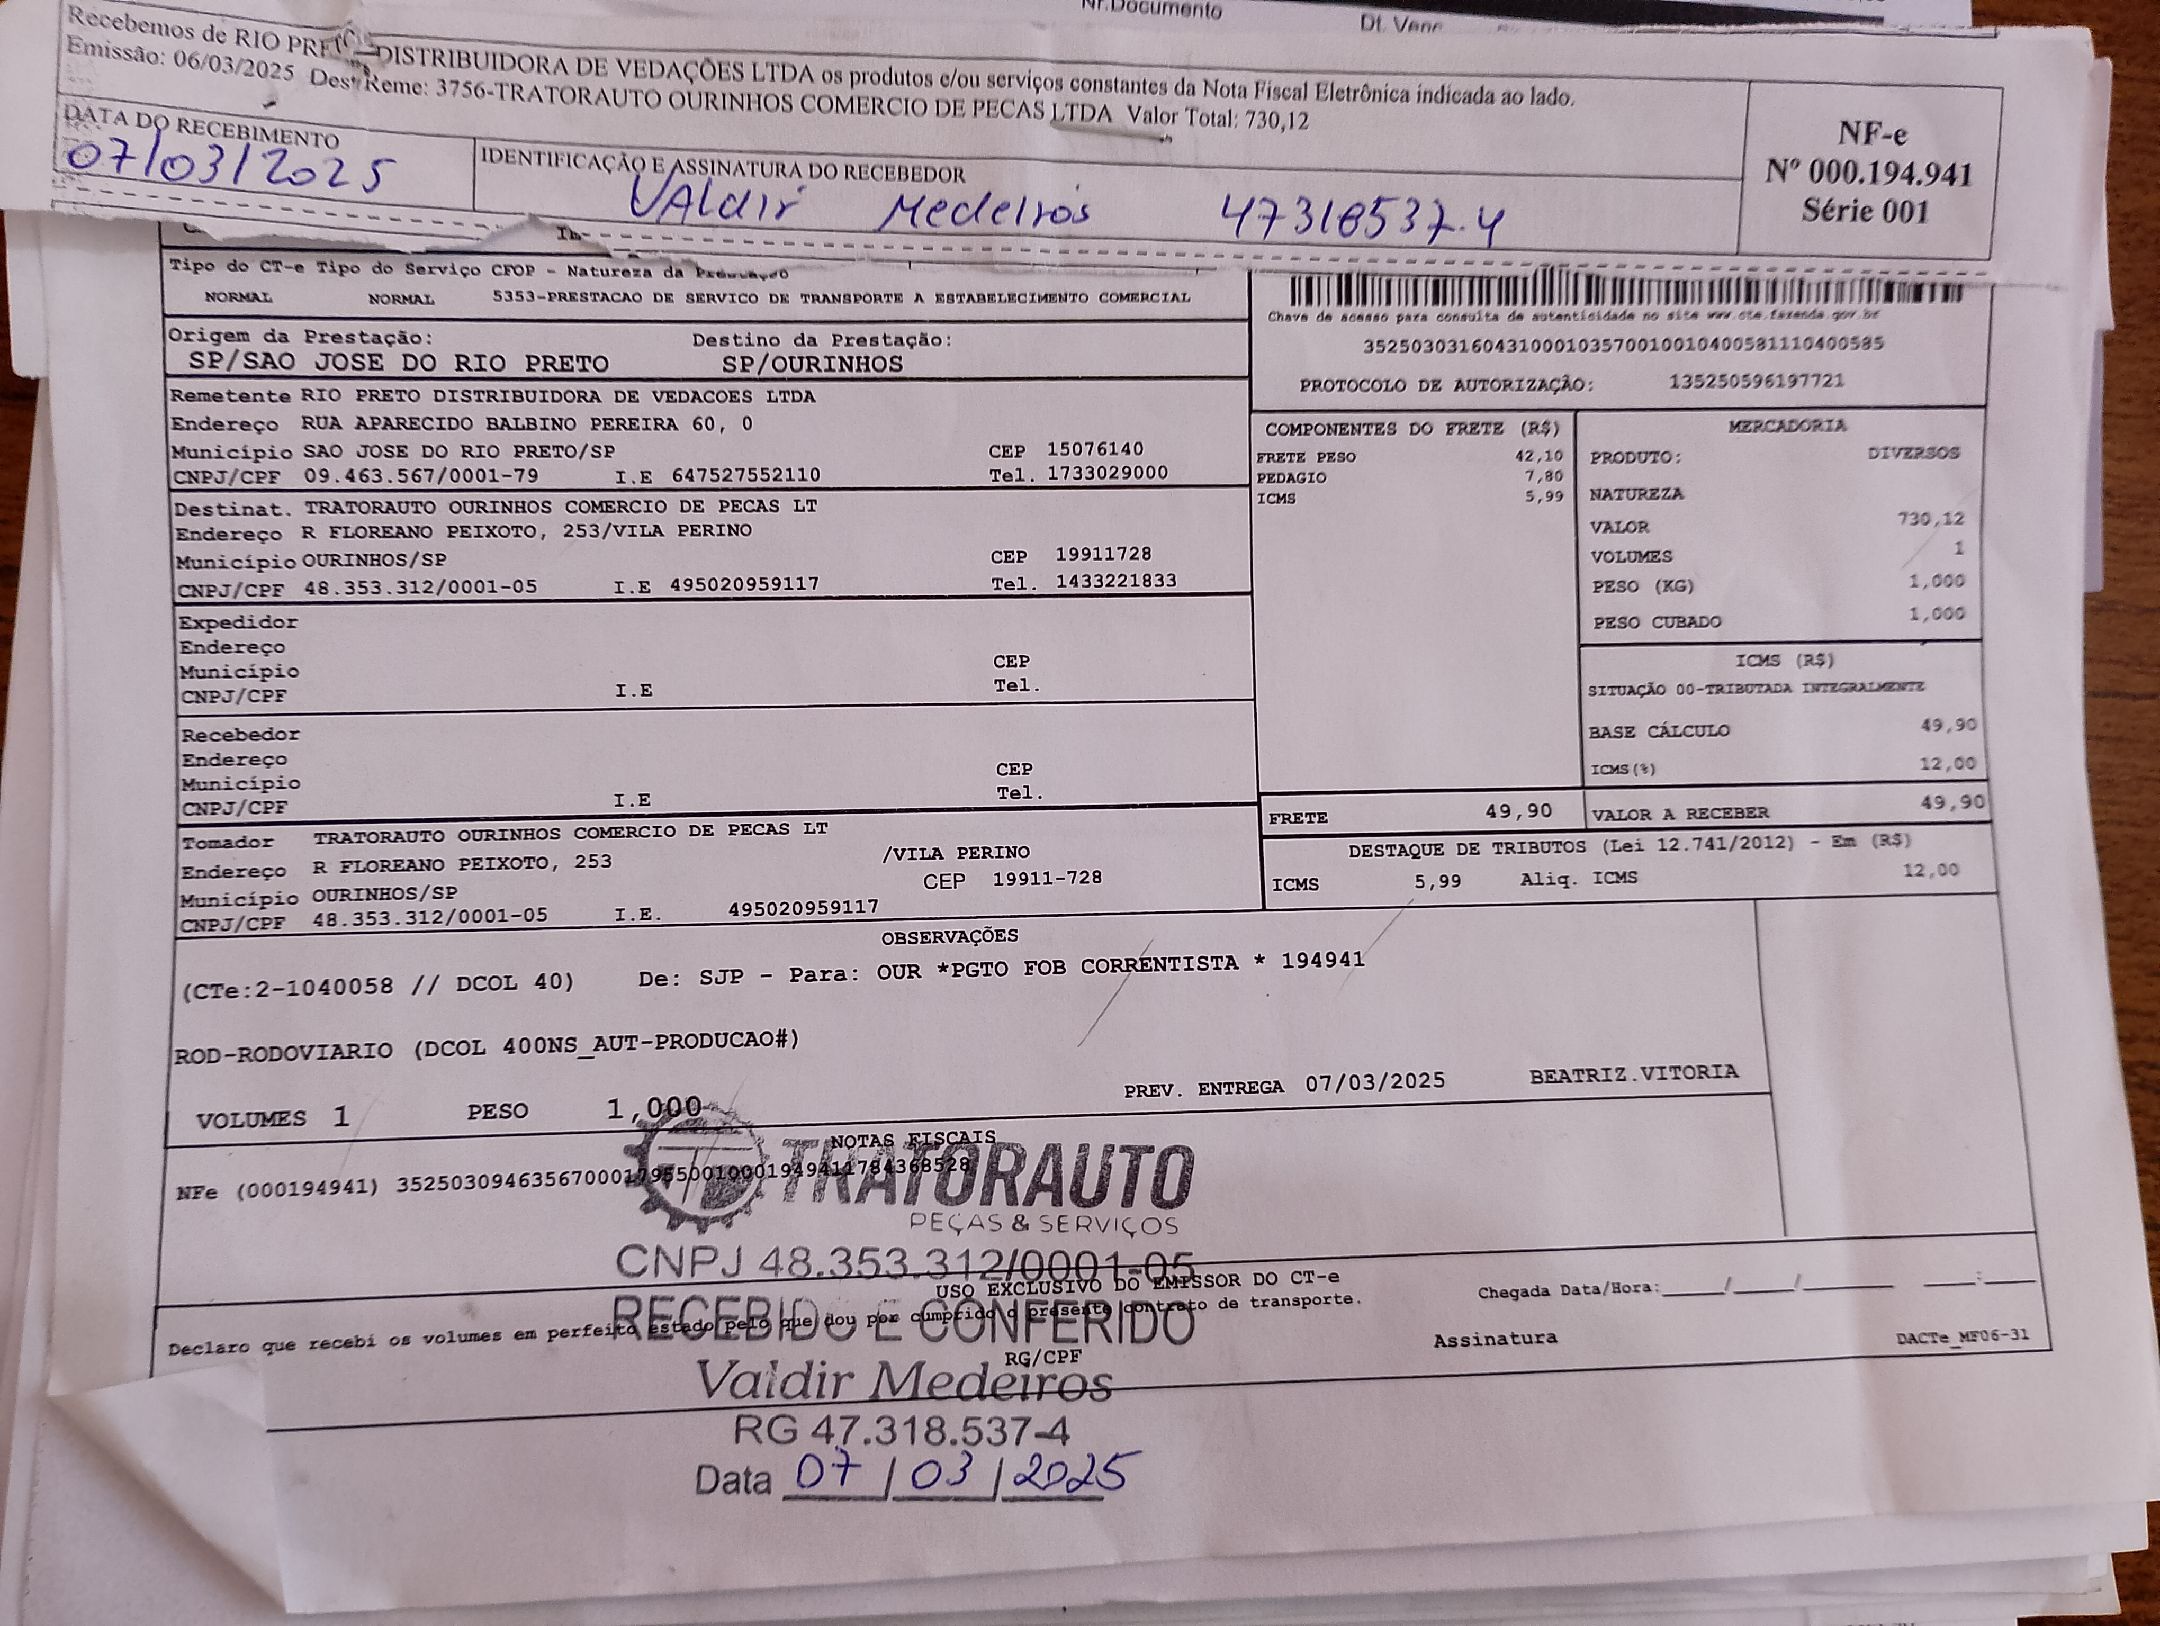 Nr.Documento
Dt. Venc
Recebemos de RIO PRETO DISTRIBUIDORA DE VEDAÇÕES LTDA os produtos e/ou serviços constantes da Nota Fiscal Eletrônica indicada ao lado.
Emissão: 06/03/2025 Dest/Reme: 3756-TRATORAUTO OURINHOS COMERCIO DE PECAS LTDA Valor Total: 730,12
DATA DO RECEBIMENTO
07/03/2025
IDENTIFICAÇÃO E ASSINATURA DO RECEBEDOR
Valdir Medeiros 47318537-4
NF-e
Nº 000.194.941
Série 001
Tipo do CT-e Tipo do Serviço CFOP - Natureza da Prestação
NORMAL NORMAL 5353-PRESTACAO DE SERVICO DE TRANSPORTE A ESTABELECIMENTO COMERCIAL
Chave de acesso para consulta de autenticidade no site www.cte.fazenda.gov.br
35250303160431000103570010010400581110400585
PROTOCOLO DE AUTORIZAÇÃO: 135250596197721
Origem da Prestação: Destino da Prestação:
SP/SAO JOSE DO RIO PRETO SP/OURINHOS
Remetente RIO PRETO DISTRIBUIDORA DE VEDACOES LTDA
Endereço RUA APARECIDO BALBINO PEREIRA 60, 0
Município SAO JOSE DO RIO PRETO/SP CEP 15076140
CNPJ/CPF 09.463.567/0001-79 I.E 647527552110 Tel. 1733029000
Destinat. TRATORAUTO OURINHOS COMERCIO DE PECAS LT
Endereço R FLOREANO PEIXOTO, 253/VILA PERINO
Município OURINHOS/SP CEP 19911728
CNPJ/CPF 48.353.312/0001-05 I.E 495020959117 Tel. 1433221833
Expedidor
Endereço
Município CEP
CNPJ/CPF I.E Tel.
Recebedor
Endereço
Município CEP
CNPJ/CPF I.E Tel.
Tomador TRATORAUTO OURINHOS COMERCIO DE PECAS LT
Endereço R FLOREANO PEIXOTO, 253 /VILA PERINO
Município OURINHOS/SP CEP 19911-728
CNPJ/CPF 48.353.312/0001-05 I.E. 495020959117
COMPONENTES DO FRETE (R$)
FRETE PESO 42,10
PEDAGIO 7,80
ICMS 5,99
MERCADORIA
PRODUTO: DIVERSOS
NATUREZA
VALOR 730,12
VOLUMES 1
PESO (KG) 1,000
PESO CUBADO 1,000
ICMS (R$)
SITUAÇÃO 00-TRIBUTADA INTEGRALMENTE
BASE CÁLCULO 49,90
ICMS(%) 12,00
FRETE 49,90 VALOR A RECEBER 49,90
DESTAQUE DE TRIBUTOS (Lei 12.741/2012) - Em (R$)
ICMS 5,99 Aliq. ICMS 12,00
OBSERVAÇÕES
(CTe:2-1040058 // DCOL 40) De: SJP - Para: OUR *PGTO FOB CORRENTISTA * 194941
ROD-RODOVIARIO (DCOL 400NS_AUT-PRODUCAO#)
PREV. ENTREGA 07/03/2025 BEATRIZ.VITORIA
VOLUMES 1 PESO 1,000
NOTAS FISCAIS
NFe (000194941) 35250309463567000179550010001949411784368528
TRATORAUTO
PEÇAS & SERVIÇOS
CNPJ 48.353.312/0001-05
USO EXCLUSIVO DO EMISSOR DO CT-e
Chegada Data/Hora:_____/_____/_______ ____:____
RECEBIDO E CONFERIDO
Declaro que recebi os volumes em perfeito estado pelo que dou por cumprido o presente contrato de transporte.
RG/CPF Assinatura DACTe_MF06-31
Valdir Medeiros
RG 47.318.537-4
Data 07/03/2025